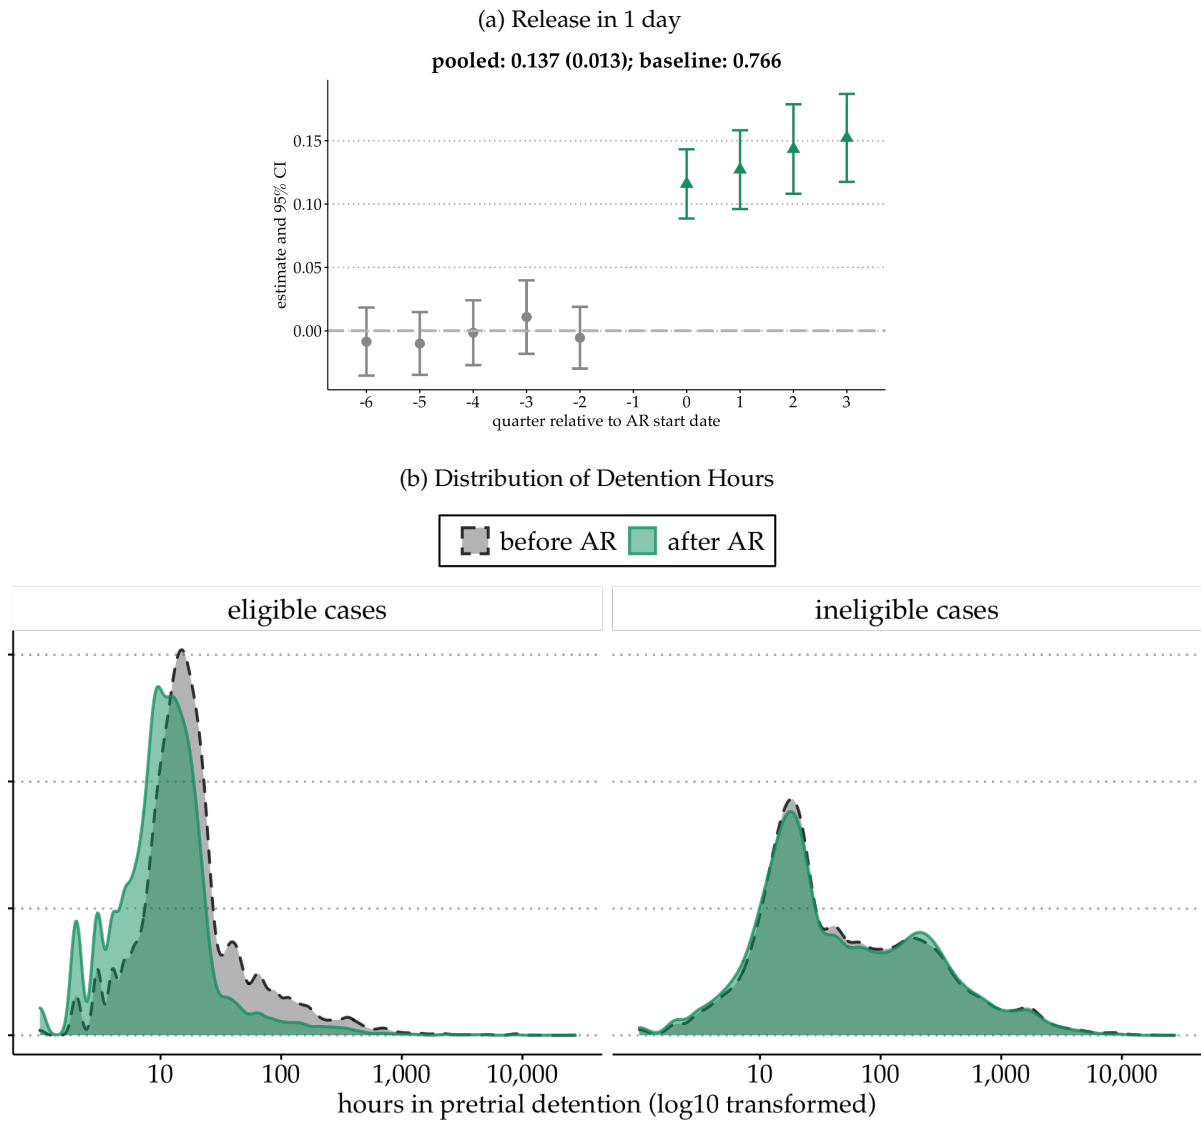 (a) Release in 1 day
pooled: 0.137 (0.013); baseline: 0.766
estimate and 95% CI
0.15
0.10
0.05
0.00
-6 -5 -4 -3 -2 -1 0 1 2 3
quarter relative to AR start date
(b) Distribution of Detention Hours
before AR after AR
eligible cases ineligible cases
10 100 1,000 10,000 10 100 1,000 10,000
hours in pretrial detention (log10 transformed)